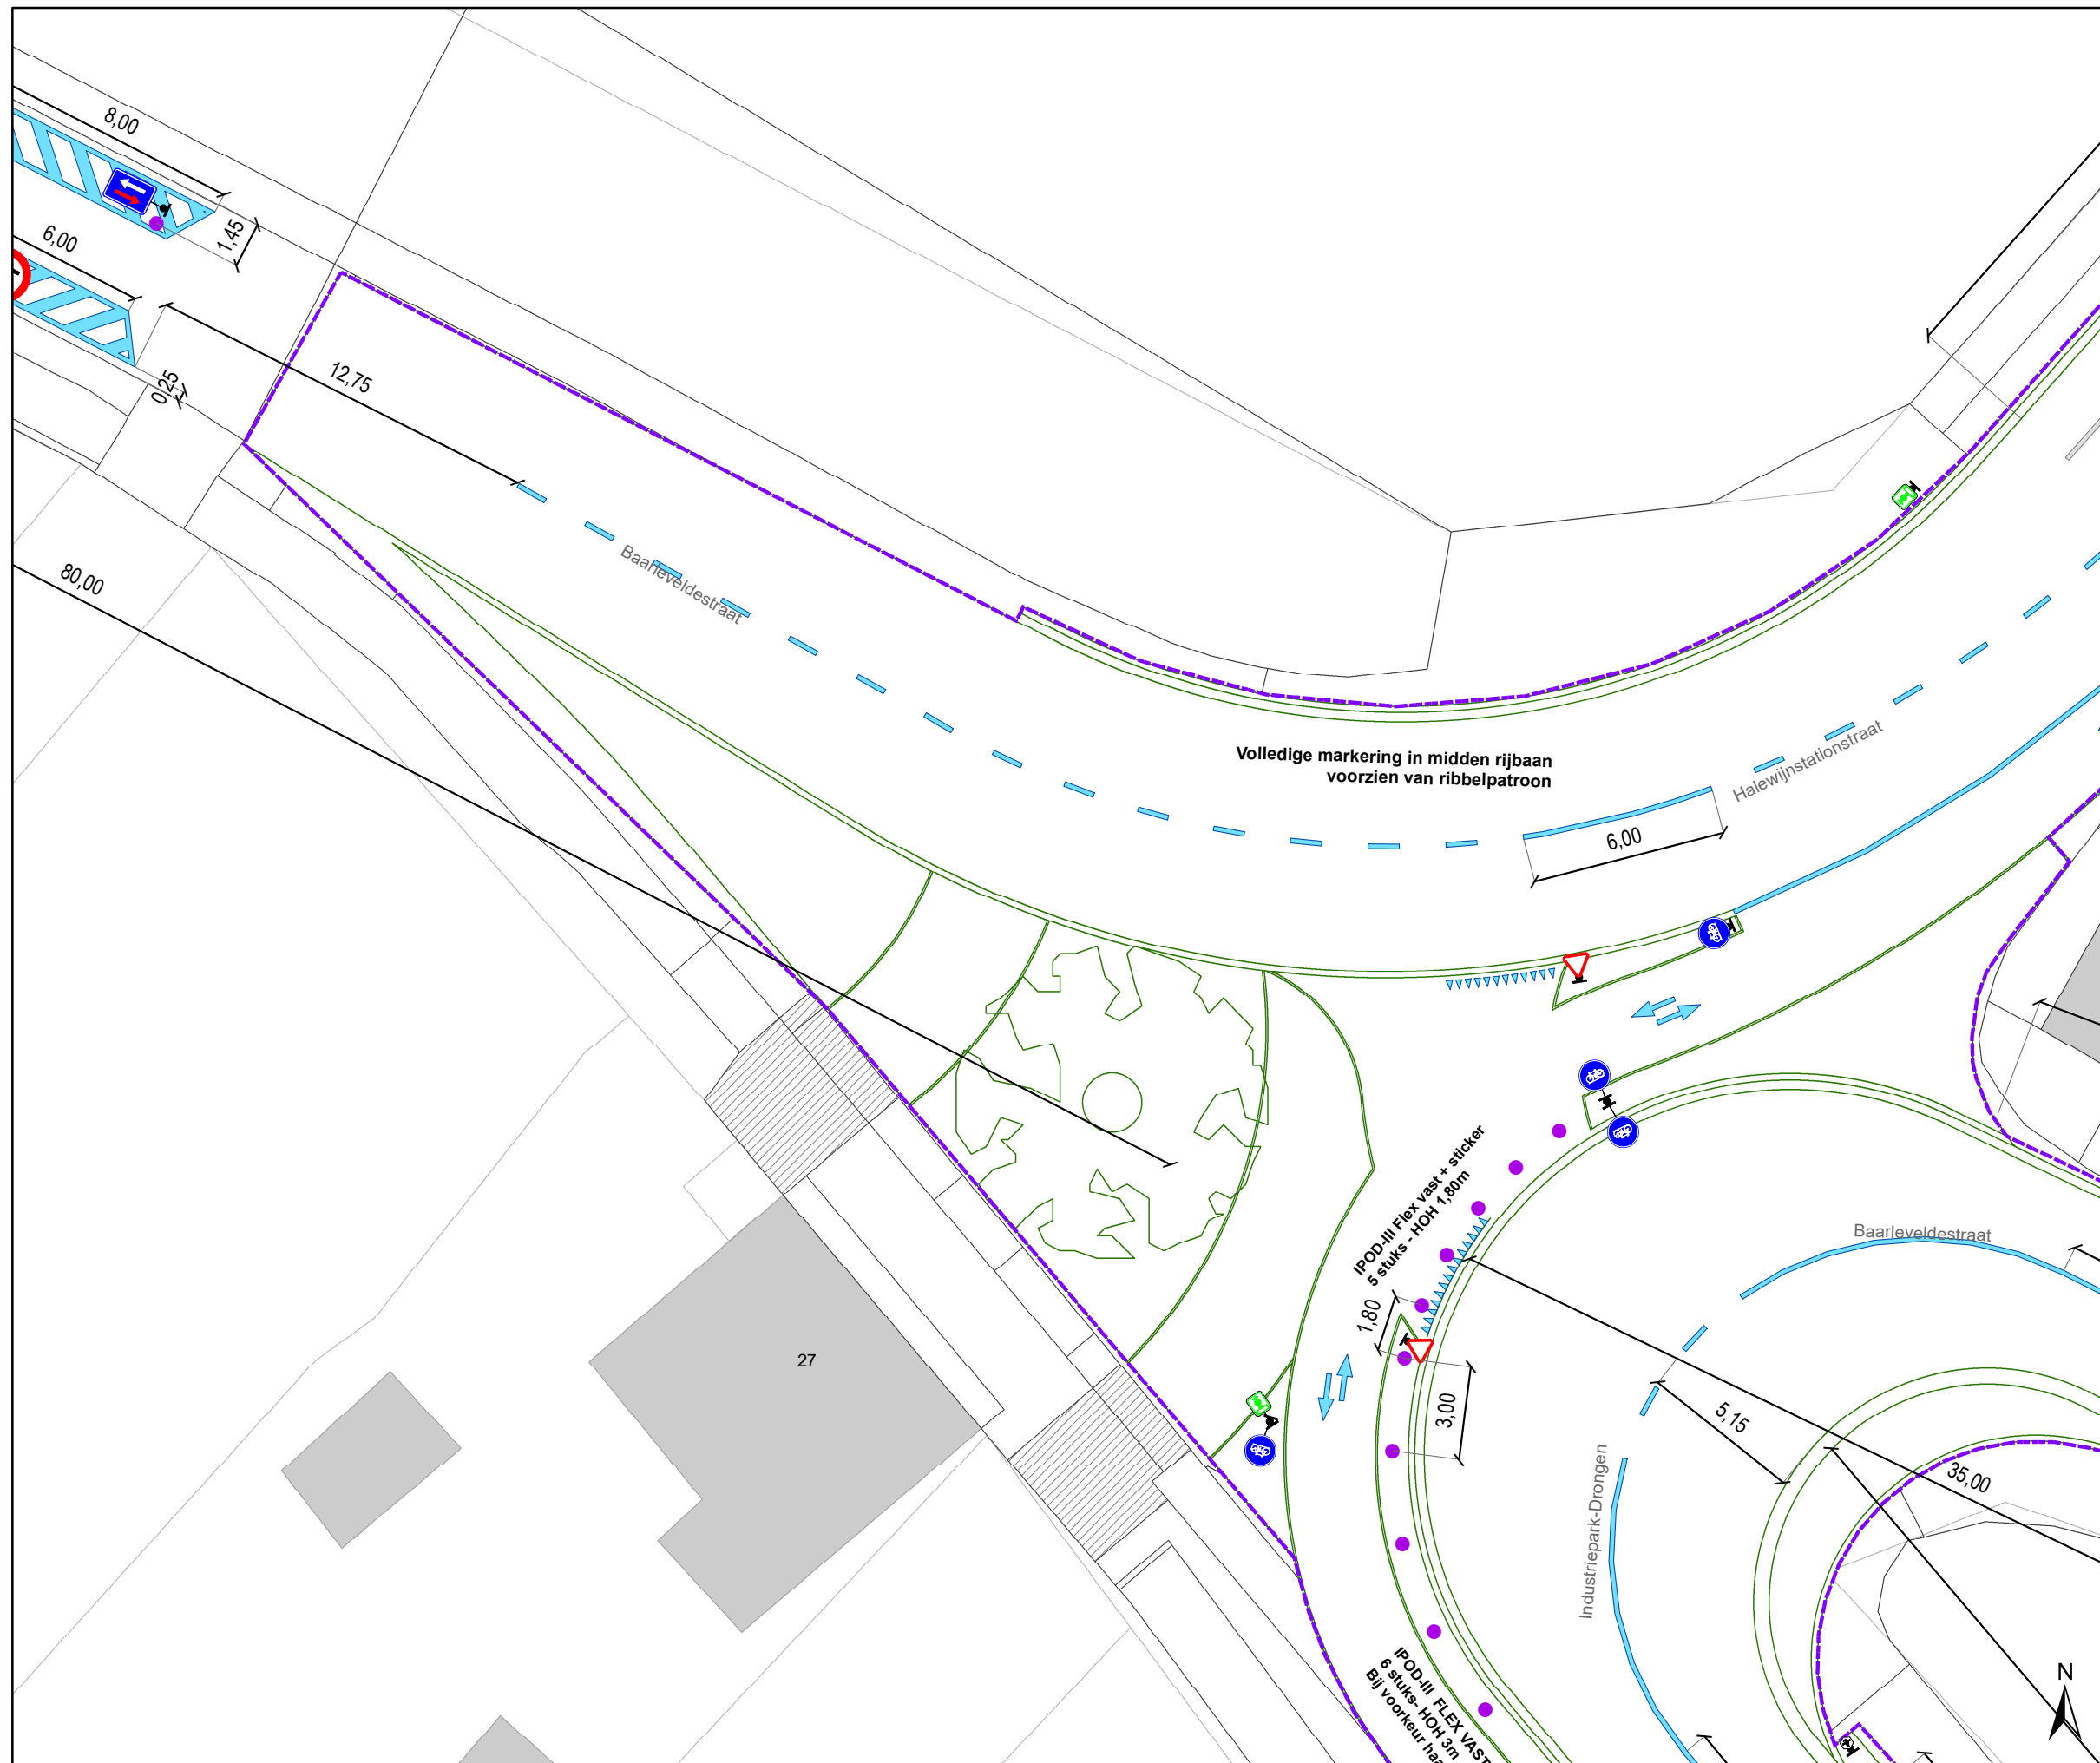 8,00
1,45
6,00
0,25
12,75
80,00
Baarleveldestraat
Volledige markering in midden rijbaan
voorzien van ribbelpatroon
Halewijnstationstraat
6,00
IPOD-III Flex vast + sticker
5 stuks - HOH 1,80m
1,80
3,00
Baarleveldestraat
5,15
35,00
Industriepark-Drongen
27
IPOD-III FLEX VAST
6 stuks- HOH 3m
Bij voorkeur
N